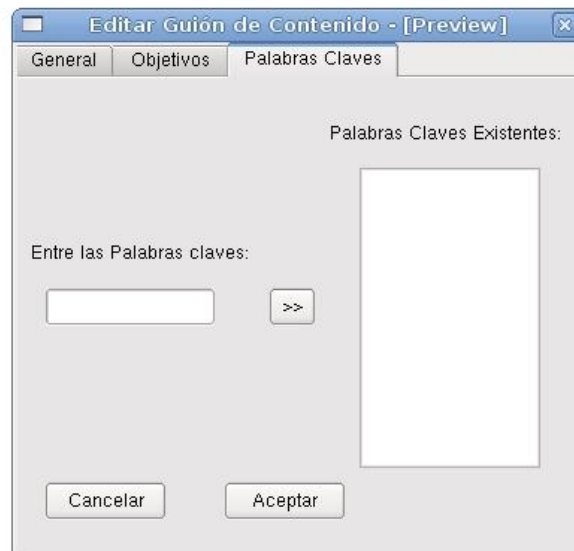 Editar Guión de Contenido - [Preview]
General
Objetivos
Palabras Claves
Palabras Claves Existentes:
Entre las Palabras claves:
>>
Cancelar
Aceptar